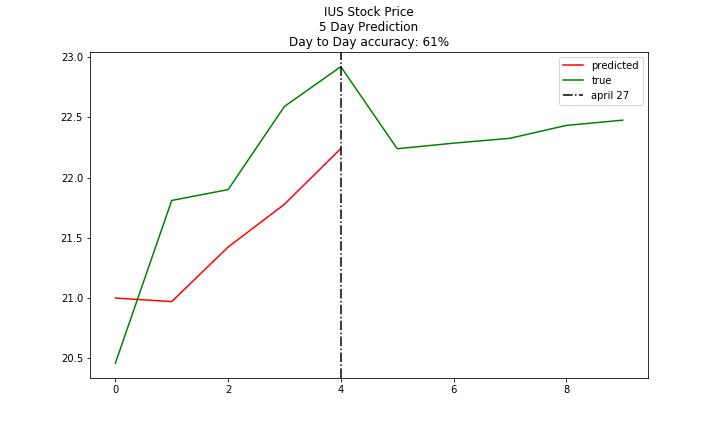 IUS Stock Price
5 Day Prediction
Day to Day accuracy: 61%
predicted
true
april 27
23.0
22.5
22.0
21.5
21.0
20.5
0 2 4 6 8